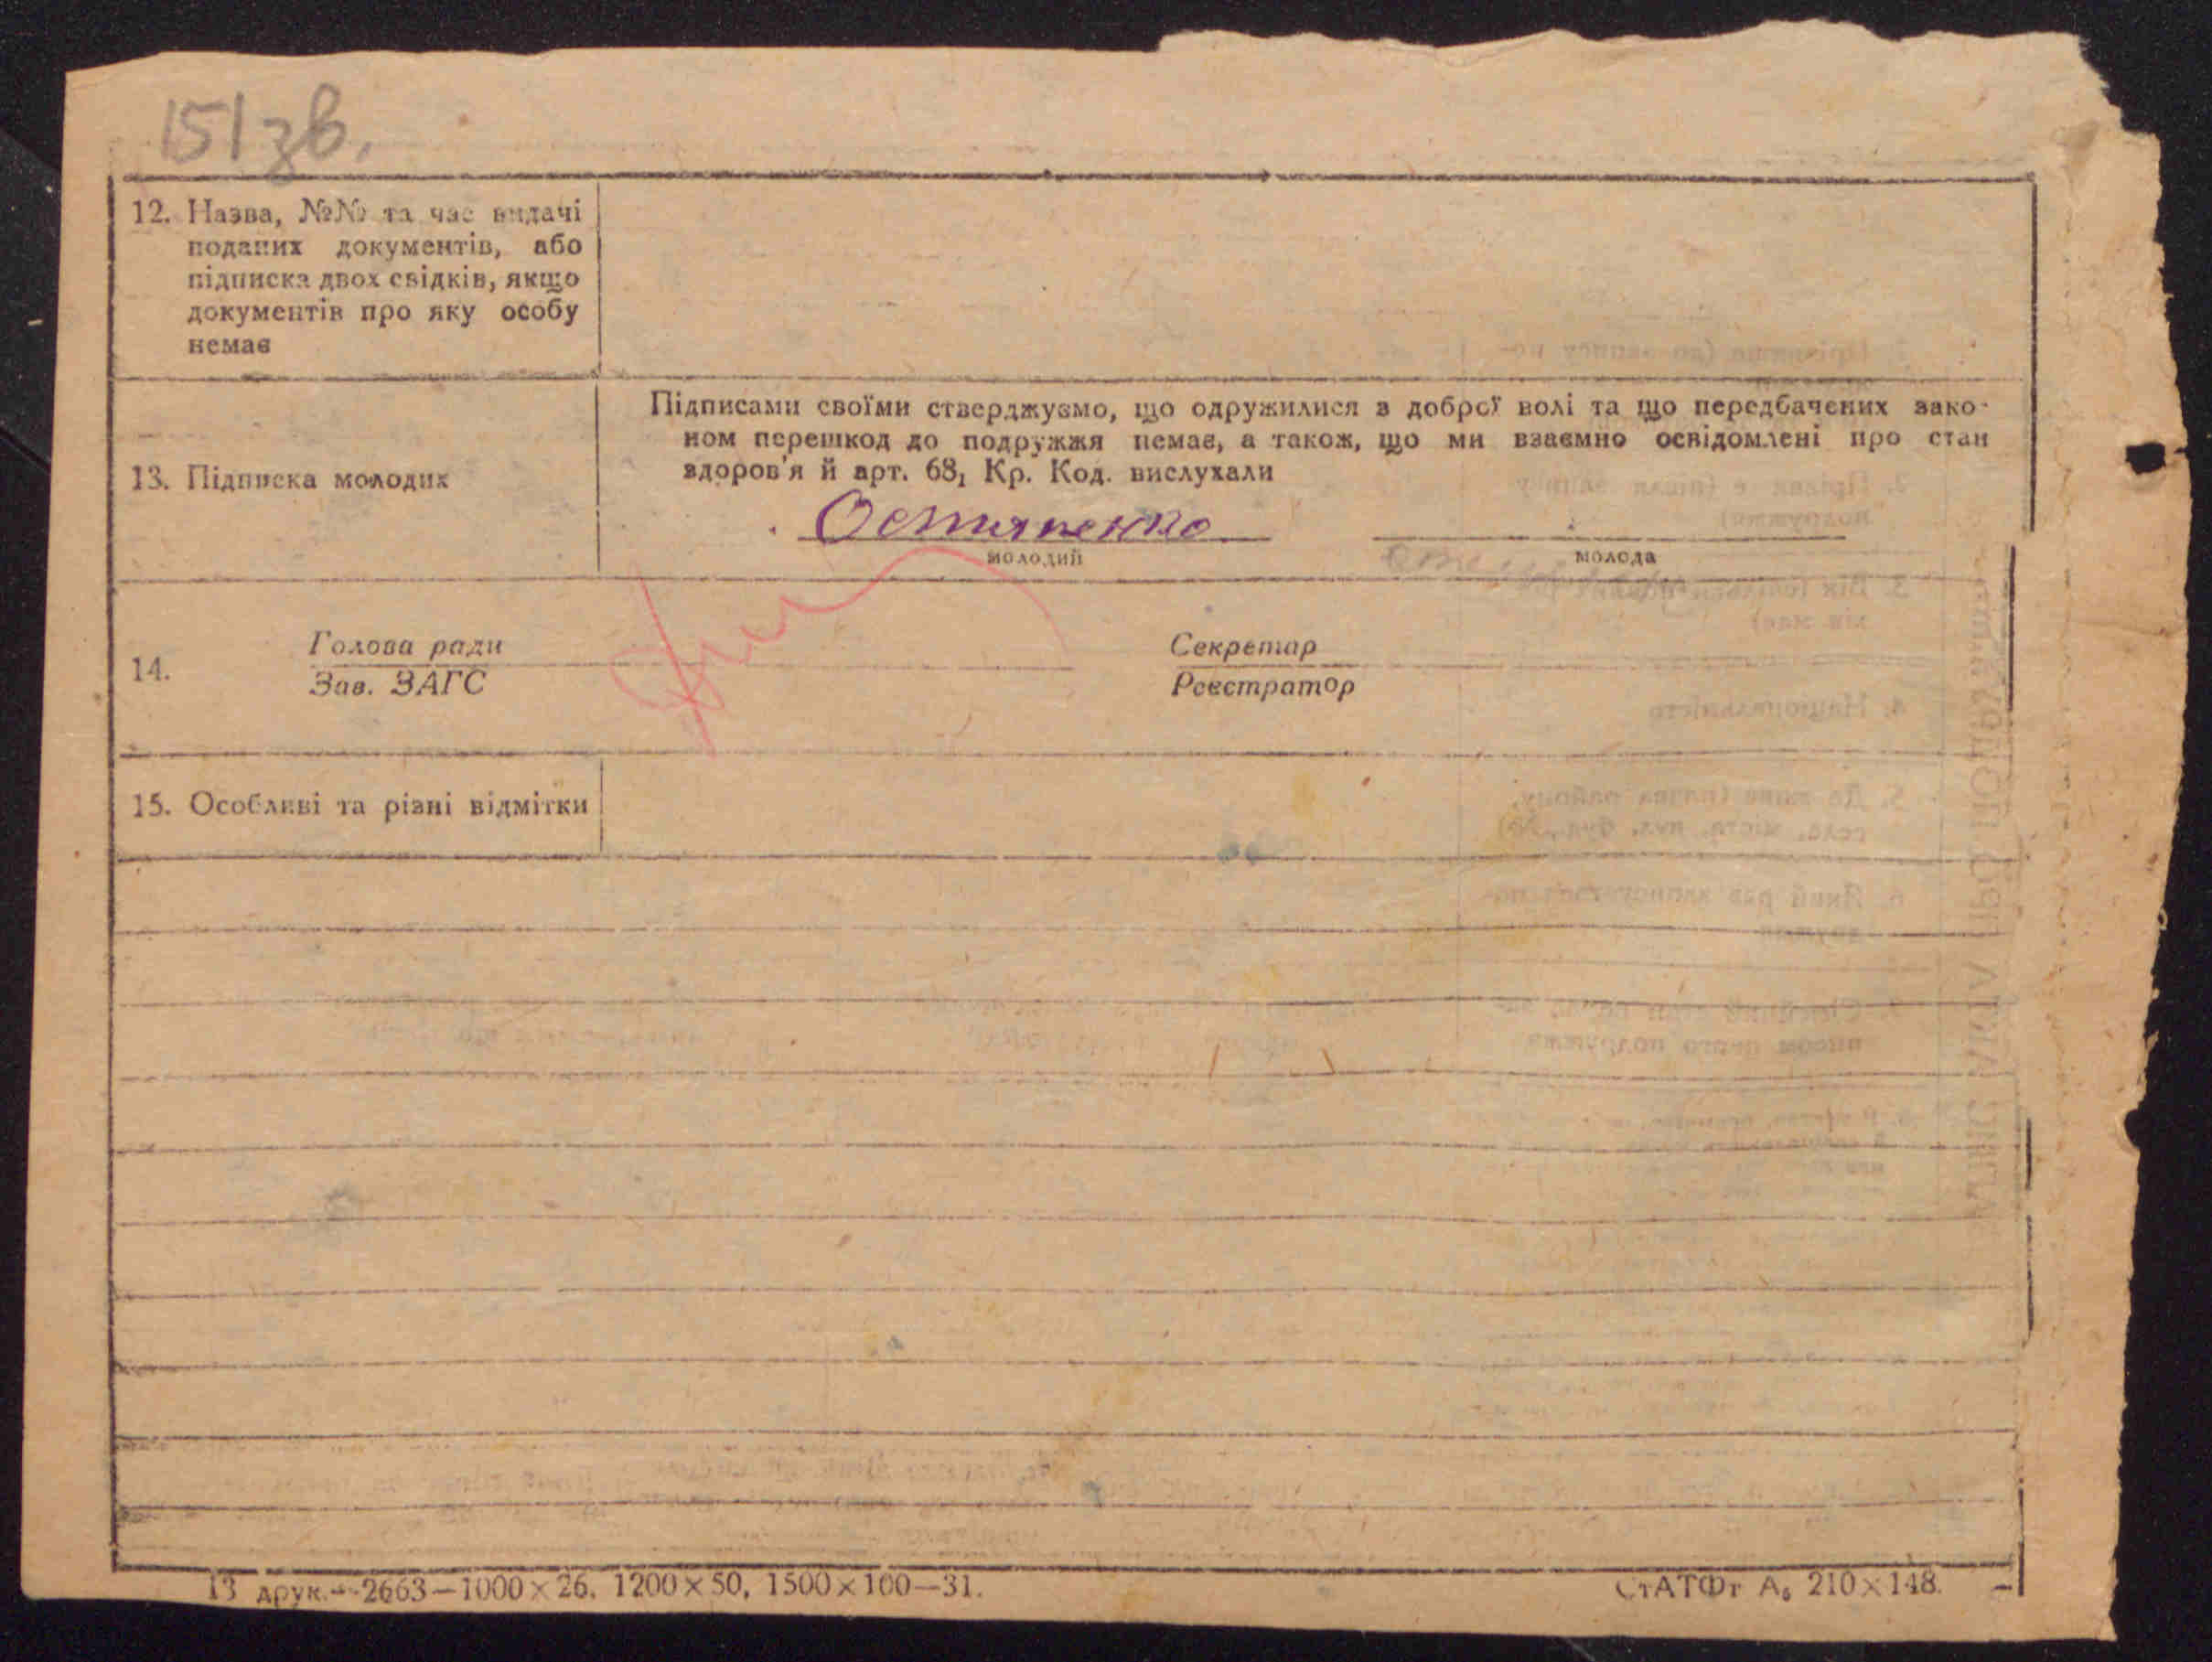 151 зв.
12. Назва, №№ та час видачі
поданих документів, або
підписка двох свідків, якщо
документів про яку особу
немає
13. Підписка молодих
Підписами своїми стверджуємо, що одружилися з доброї волі та що передбачених зако-
ном перешкод до подружжя немає, а також, що ми взаємно освідомлені про стан
здоров'я й арт. 68₁ Кр. Код. вислухали
молодий
молода
14.
Голова ради
Зав. ЗАГС
Секретар
Реєстратор
15. Особливі та різні відмітки
13 друк.—2663—1000×26. 1200×50, 1500×100—31.
СтАТФт А₅ 210×148.